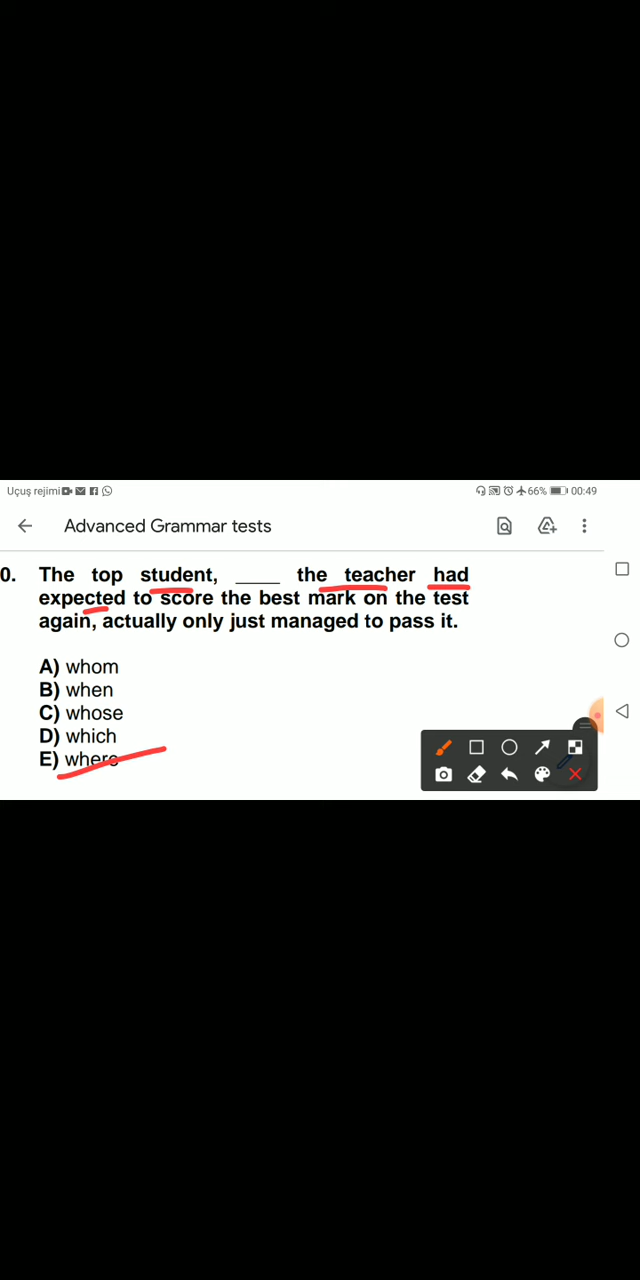 Uçuş rejimi 66% 00:49
Advanced Grammar tests
0. The top student, ____ the teacher had
expected to score the best mark on the test
again, actually only just managed to pass it.
A) whom
B) when
C) whose
D) which
E) where